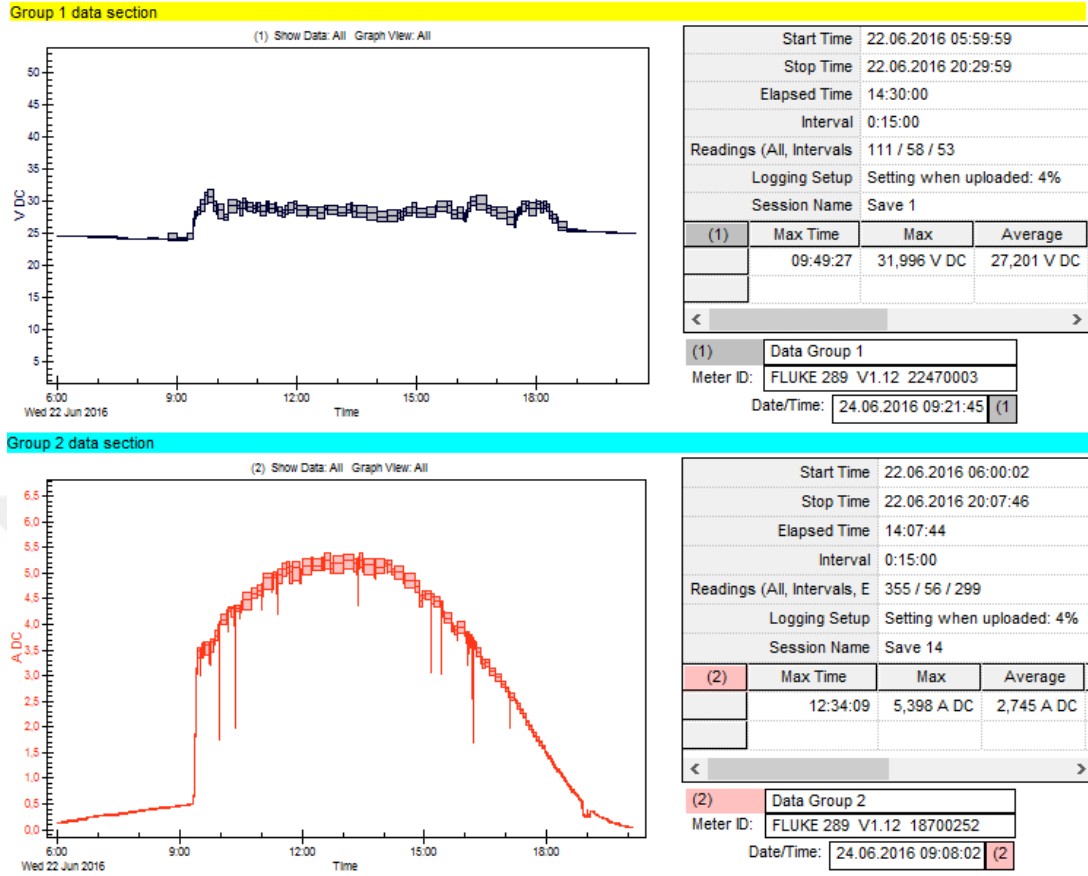 Group 1 data section
(1) Show Data: All Graph View: All
V DC
50
45
40
35
30
25
20
15
10
5
6:00 9:00 12:00 15:00 18:00
Wed 22 Jun 2016
Time
Start Time 22.06.2016 05:59:59
Stop Time 22.06.2016 20:29:59
Elapsed Time 14:30:00
Interval 0:15:00
Readings (All, Intervals 111 / 58 / 53
Logging Setup Setting when uploaded: 4%
Session Name Save 1
(1) Max Time Max Average
09:49:27 31,996 V DC 27,201 V DC
< >
(1) Data Group 1
Meter ID: FLUKE 289 V1.12 22470003
Date/Time: 24.06.2016 09:21:45 (1
Group 2 data section
(2) Show Data: All Graph View: All
A DC
6,5
6,0
5,5
5,0
4,5
4,0
3,5
3,0
2,5
2,0
1,5
1,0
0,5
0,0
6:00 9:00 12:00 15:00 18:00
Wed 22 Jun 2016
Time
Start Time 22.06.2016 06:00:02
Stop Time 22.06.2016 20:07:46
Elapsed Time 14:07:44
Interval 0:15:00
Readings (All, Intervals, E 355 / 56 / 299
Logging Setup Setting when uploaded: 4%
Session Name Save 14
(2) Max Time Max Average
12:34:09 5,398 A DC 2,745 A DC
< >
(2) Data Group 2
Meter ID: FLUKE 289 V1.12 18700252
Date/Time: 24.06.2016 09:08:02 (2